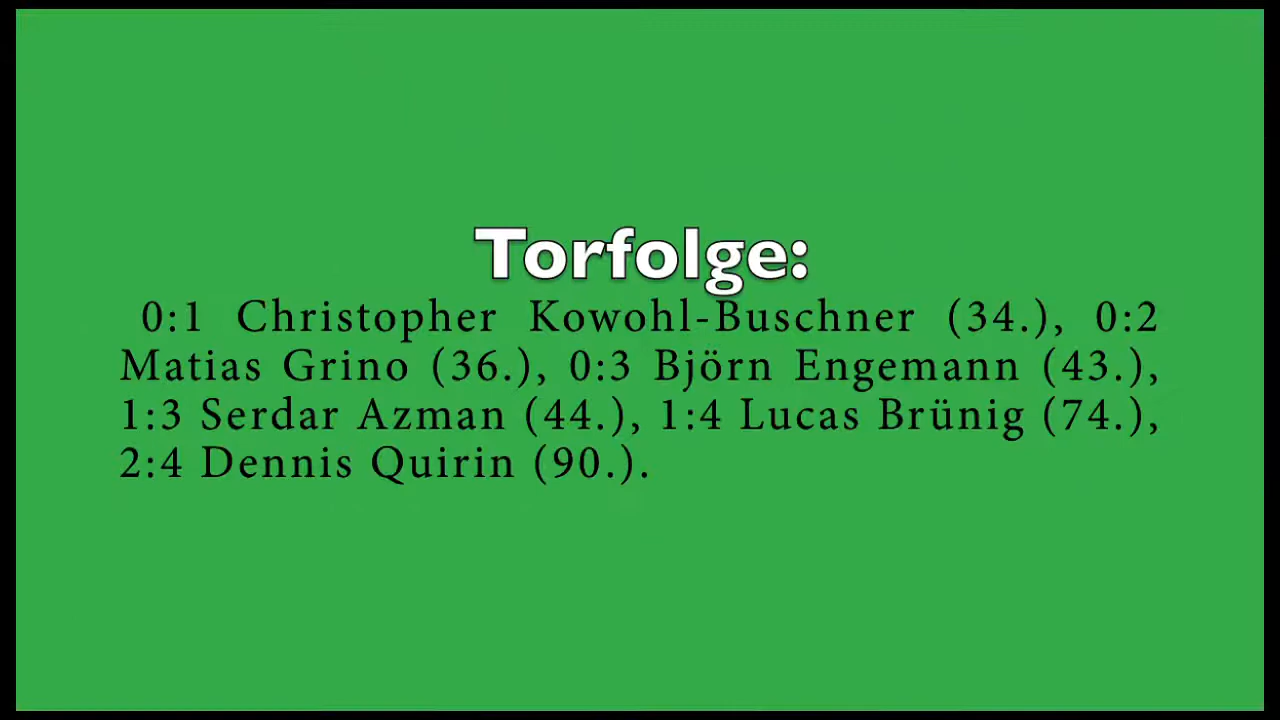 Torfolge:
0:1 Christopher Kowohl-Buschner (34.), 0:2
Matias Grino (36.), 0:3 Björn Engemann (43.),
1:3 Serdar Azman (44.), 1:4 Lucas Brünig (74.),
2:4 Dennis Quirin (90.).